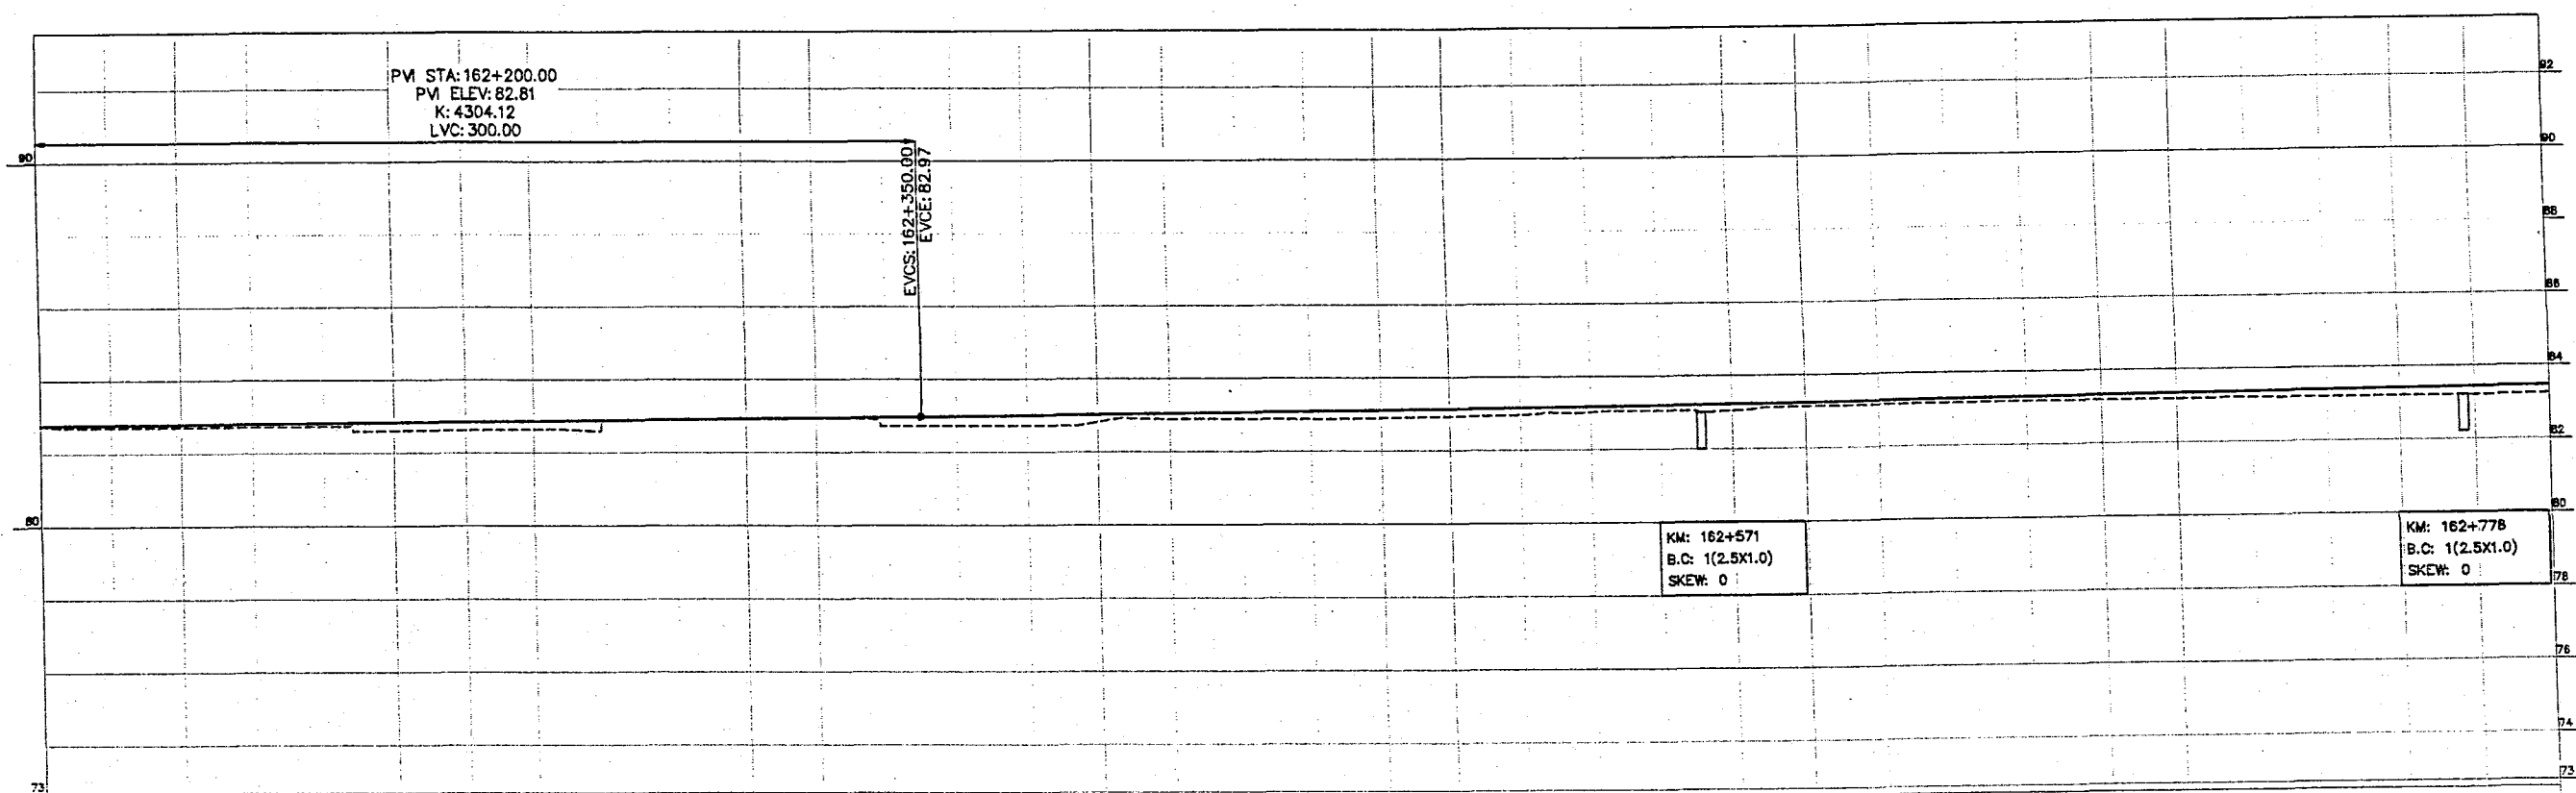 PVI STA: 162+200.00
PVI ELEV: 82.81
K: 4304.12
LVC: 300.00
EVCS: 162+350.00
EVCE: 82.97
90
80
73
92
90
88
86
84
82
80
78
76
74
73
KM: 162+571
B.C: 1(2.5X1.0)
SKEW: 0
KM: 162+778
B.C: 1(2.5X1.0)
SKEW: 0